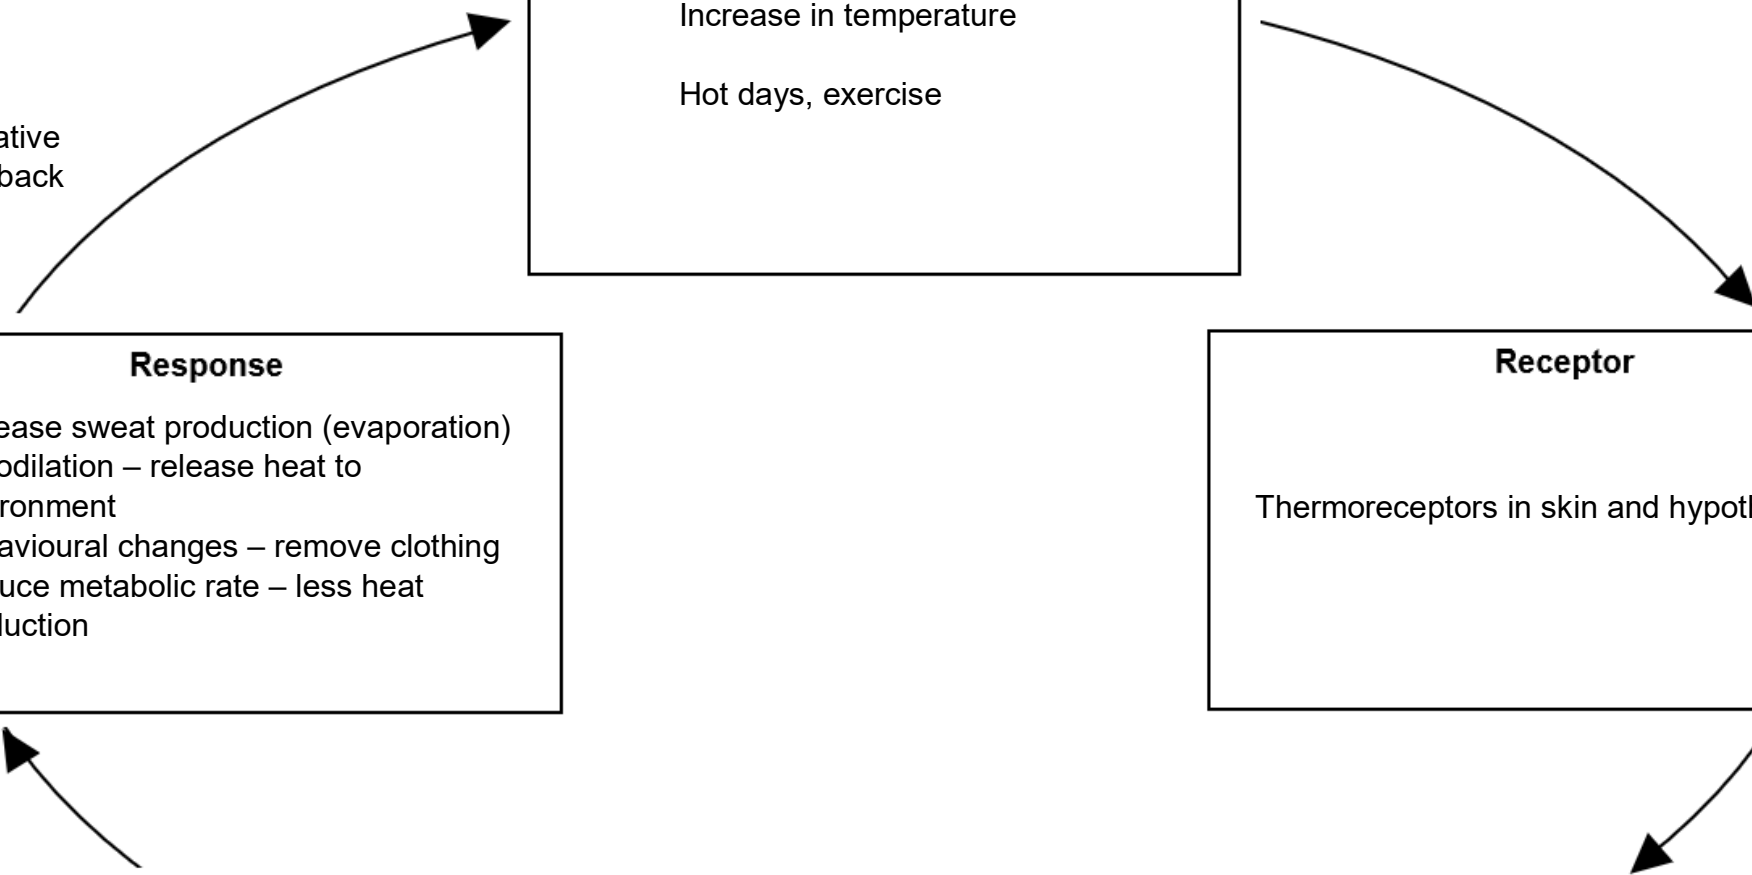 Increase in temperature
Hot days, exercise
ative
back
Response
ease sweat production (evaporation)
odilation – release heat to
ronment
avioural changes – remove clothing
uce metabolic rate – less heat
luction
Receptor
Thermoreceptors in skin and hypoth